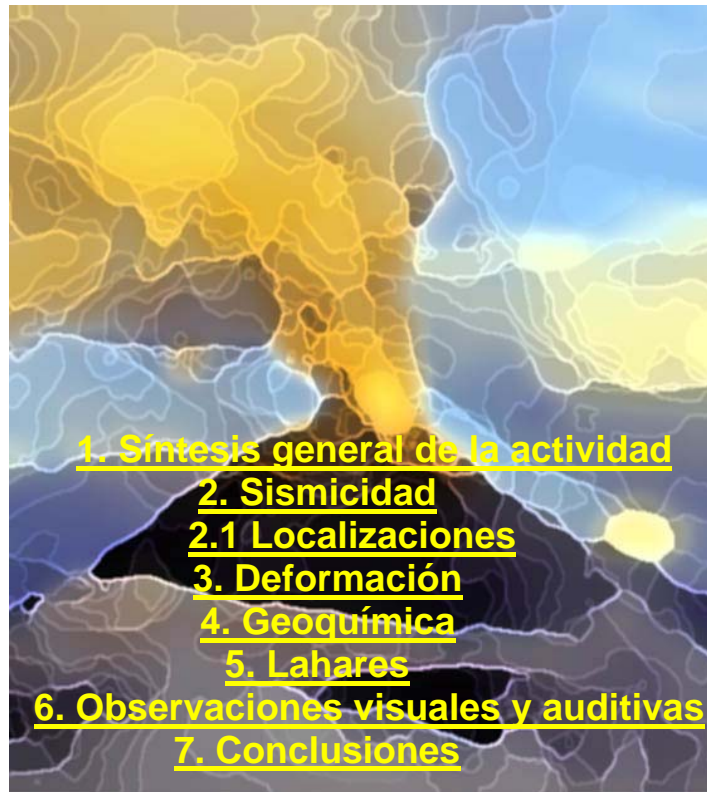 1. Síntesis general de la actividad
2. Sismicidad
2.1 Localizaciones
3. Deformación
4. Geoquímica
5. Lahares
6. Observaciones visuales y auditivas
7. Conclusiones